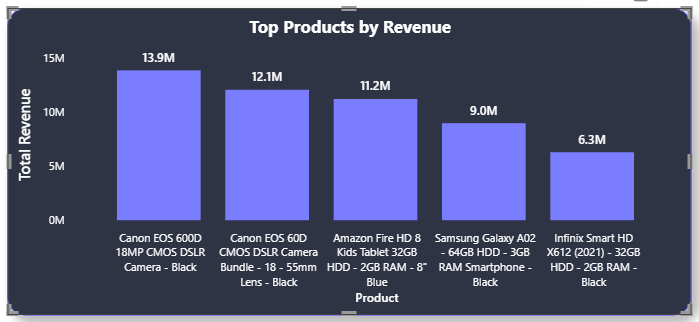 Top Products by Revenue
Total Revenue
15M
10M
5M
0M
13.9M
12.1M
11.2M
9.0M
6.3M
Canon EOS 600D
18MP CMOS DSLR
Camera - Black
Canon EOS 60D
CMOS DSLR Camera
Bundle - 18 - 55mm
Lens - Black
Amazon Fire HD 8
Kids Tablet 32GB
HDD - 2GB RAM - 8"
Blue
Samsung Galaxy A02
- 64GB HDD - 3GB
RAM Smartphone -
Black
Infinix Smart HD
X612 (2021) - 32GB
HDD - 2GB RAM -
Black
Product